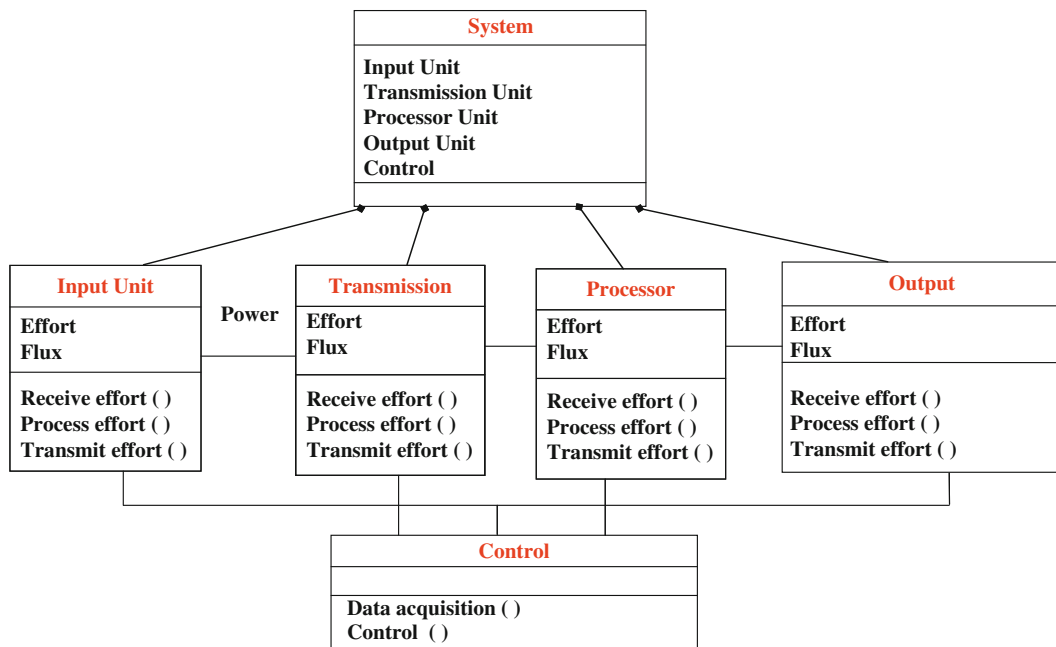 System
Input Unit
Transmission Unit
Processor Unit
Output Unit
Control
Input Unit
Effort
Flux
Receive effort ( )
Process effort ( )
Transmit effort ( )
Power
Transmission
Effort
Flux
Receive effort ( )
Process effort ( )
Transmit effort ( )
Processor
Effort
Flux
Receive effort ( )
Process effort ( )
Transmit effort ( )
Output
Effort
Flux
Receive effort ( )
Process effort ( )
Transmit effort ( )
Control
Data acquisition ( )
Control ( )